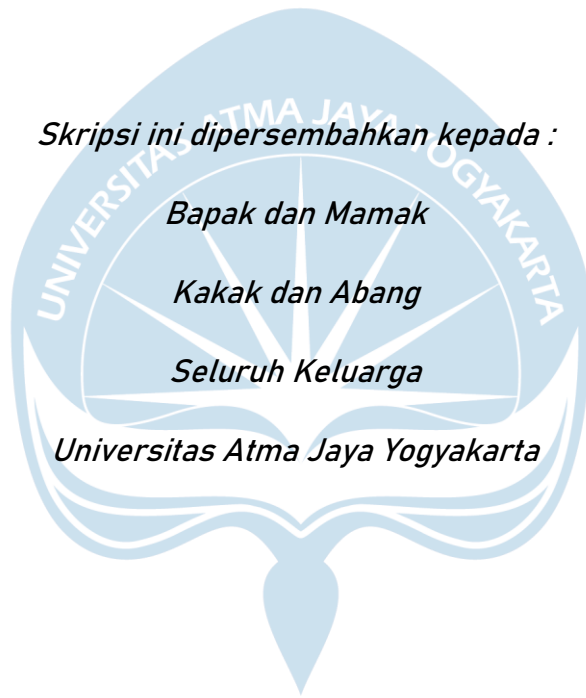 Skripsi ini dipersembahkan kepada :
UNIVERSITAS ATMA JAYA YOGYAKARTA
Bapak dan Mamak
Kakak dan Abang
Seluruh Keluarga
Universitas Atma Jaya Yogyakarta